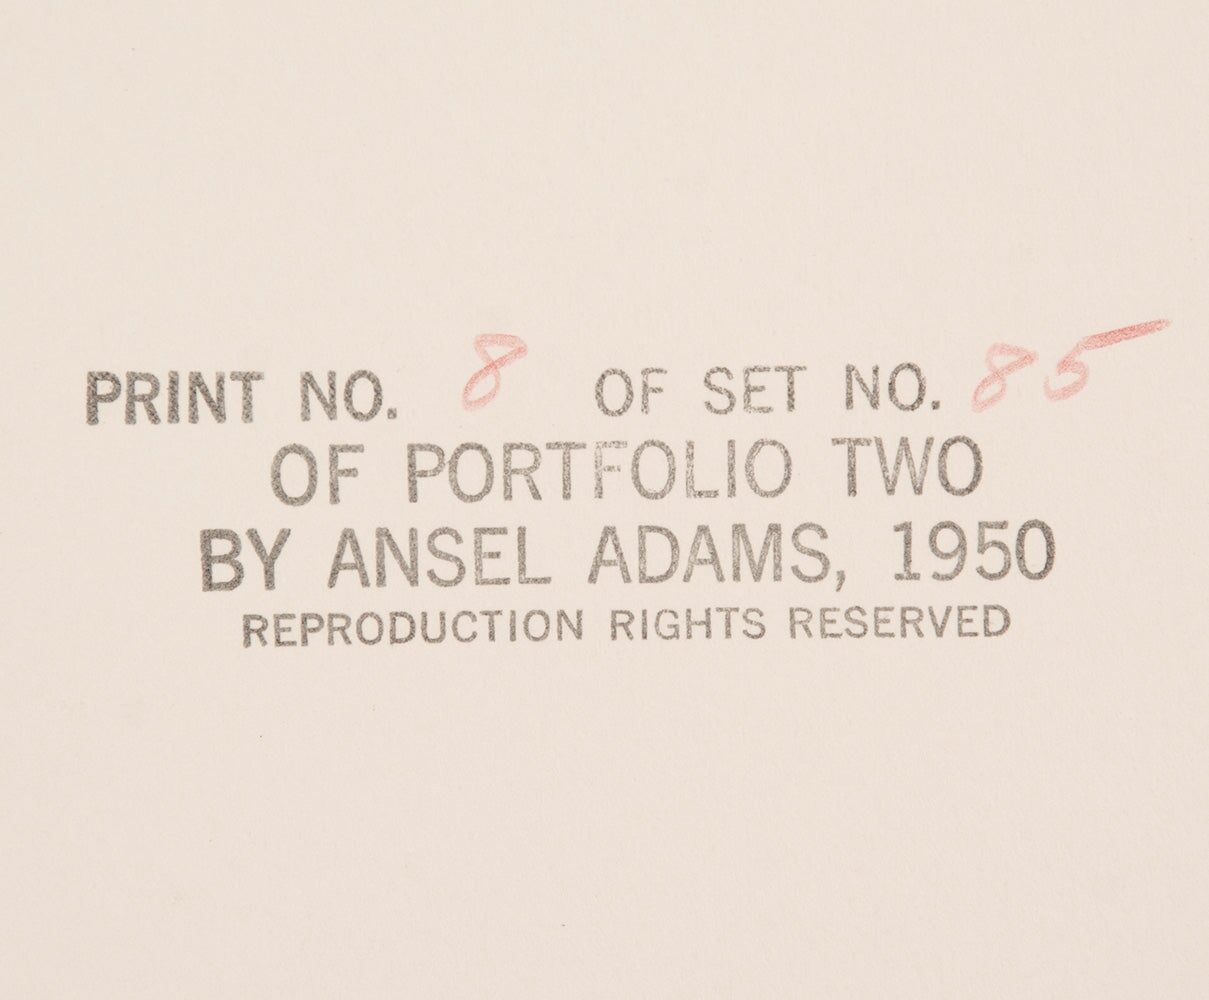 PRINT NO. 8 OF SET NO. 85
OF PORTFOLIO TWO
BY ANSEL ADAMS, 1950
REPRODUCTION RIGHTS RESERVED